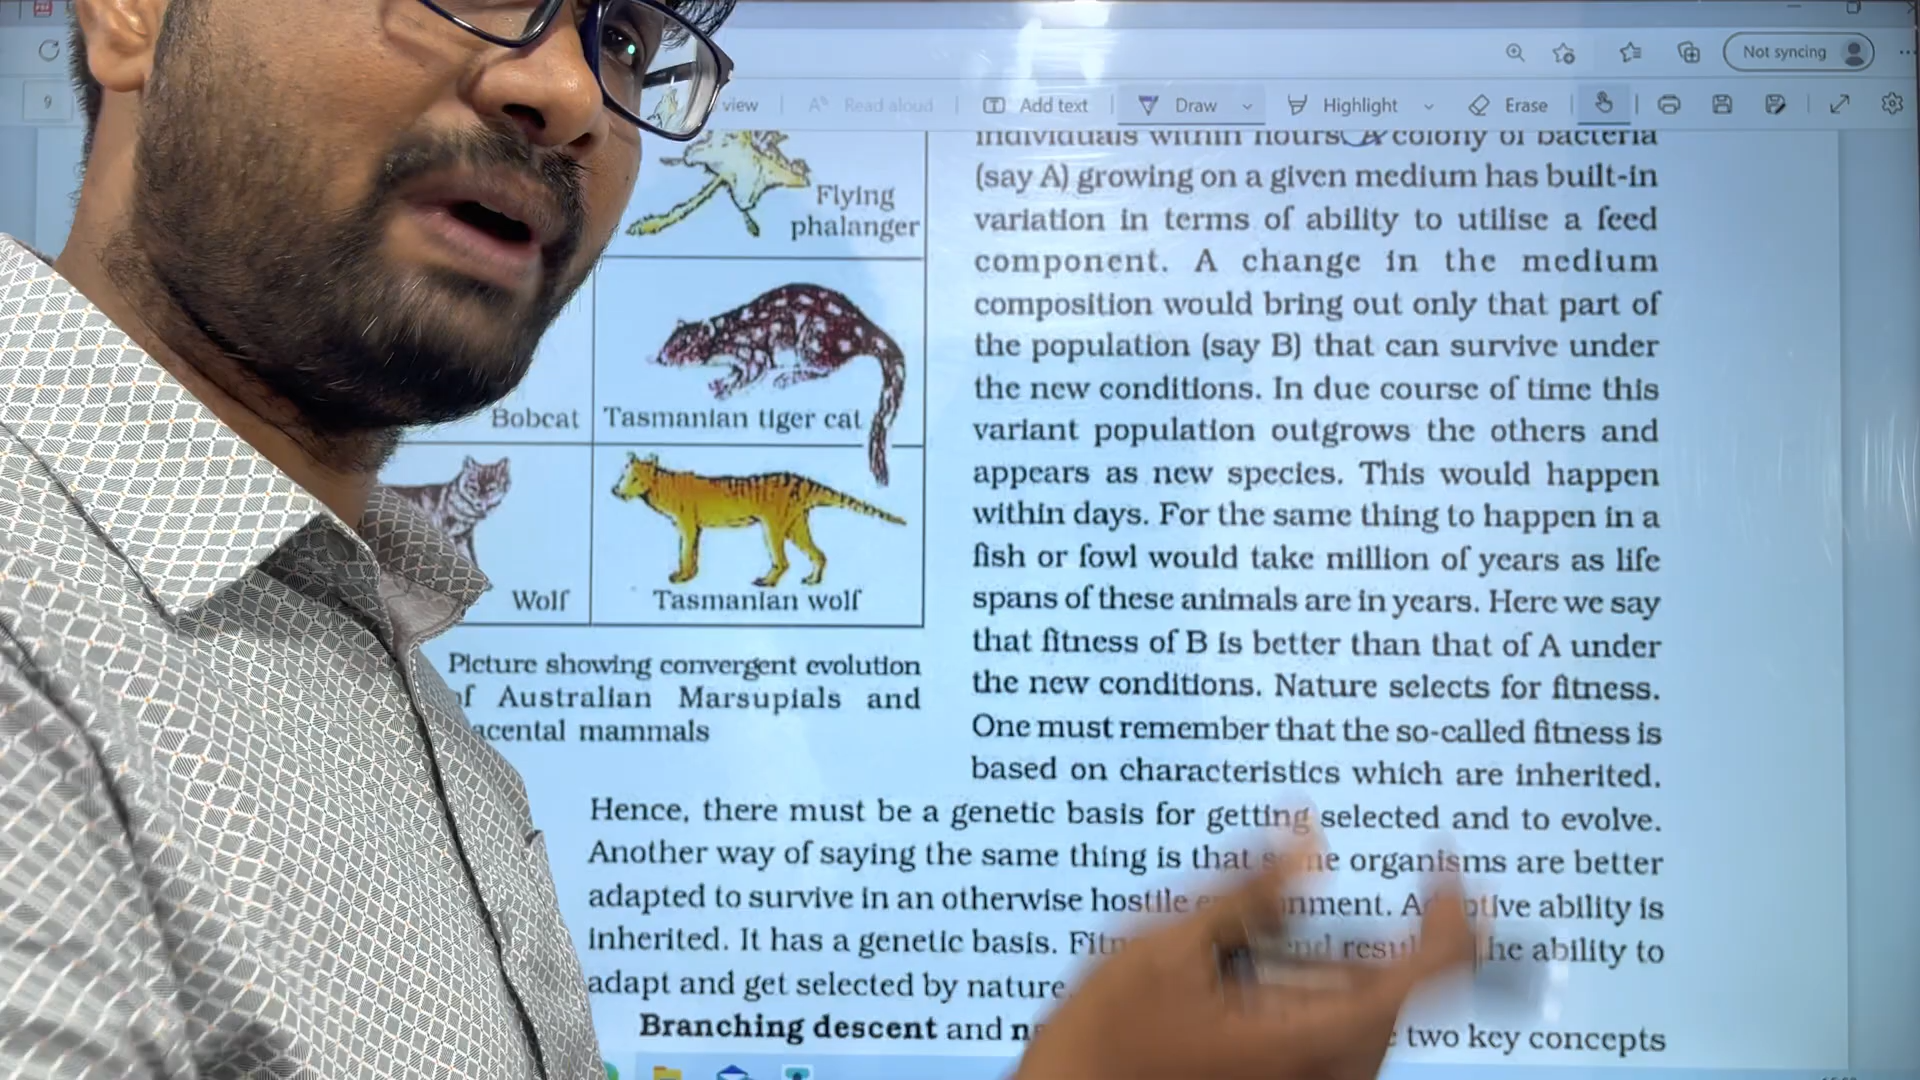 Not syncing
9
view
Read aloud
Add text
Draw
Highlight
Erase
Flying
phalanger
Bobcat
Tasmanian tiger cat
Wolf
Tasmanian wolf
Picture showing convergent evolution
of Australian Marsupials and
mammals
individuals within hours. A colony of bacteria
(say A) growing on a given medium has built-in
variation in terms of ability to utilise a feed
component. A change in the medium
composition would bring out only that part of
the population (say B) that can survive under
the new conditions. In due course of time this
variant population outgrows the others and
appears as new species. This would happen
within days. For the same thing to happen in a
fish or fowl would take million of years as life
spans of these animals are in years. Here we say
that fitness of B is better than that of A under
the new conditions. Nature selects for fitness.
One must remember that the so-called fitness is
based on characteristics which are inherited.
Hence, there must be a genetic basis for getting selected and to evolve.
Another way of saying the same thing is that some organisms are better
adapted to survive in an otherwise hostile environment. Adaptive ability is
inherited. It has a genetic basis. the ability to
adapt and get selected by nature.
Branching descent and two key concepts